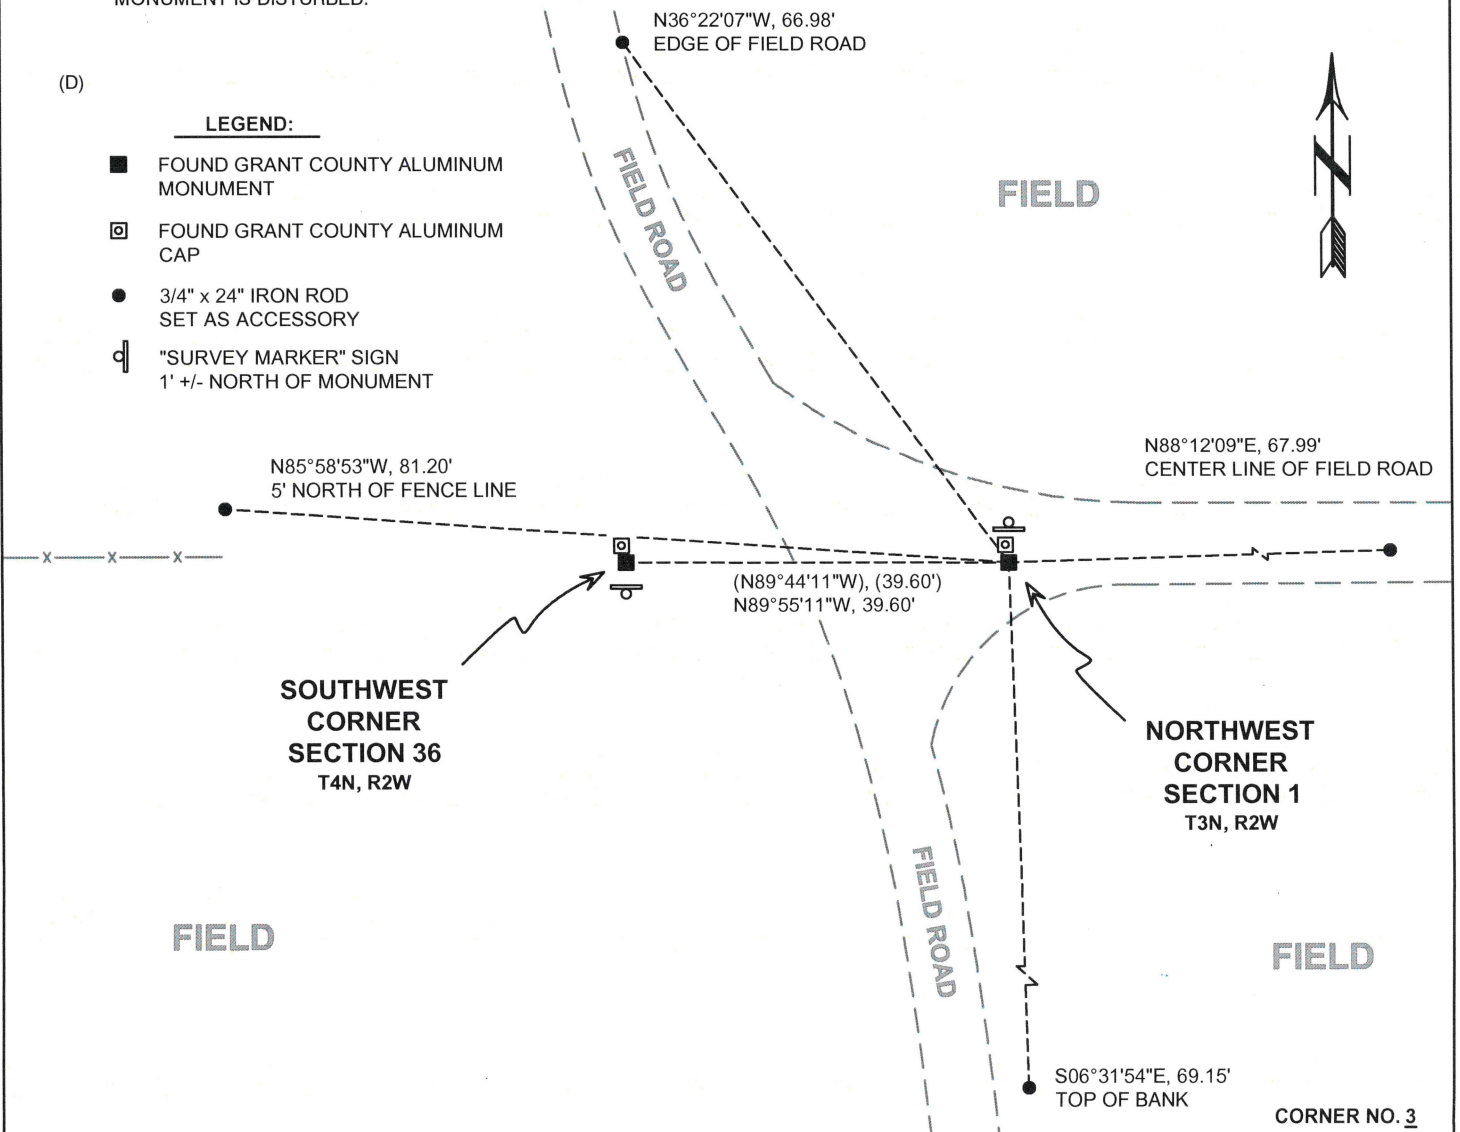 MONUMENT IS DISTURBED.
N36°22'07"W, 66.98'
EDGE OF FIELD ROAD
(D)
LEGEND:
FOUND GRANT COUNTY ALUMINUM
MONUMENT
FOUND GRANT COUNTY ALUMINUM
CAP
3/4" x 24" IRON ROD
SET AS ACCESSORY
"SURVEY MARKER" SIGN
1' +/- NORTH OF MONUMENT
FIELD ROAD
FIELD
N
N88°12'09"E, 67.99'
CENTER LINE OF FIELD ROAD
N85°58'53"W, 81.20'
5' NORTH OF FENCE LINE
x x x
(N89°44'11"W), (39.60')
N89°55'11"W, 39.60'
SOUTHWEST
CORNER
SECTION 36
T4N, R2W
NORTHWEST
CORNER
SECTION 1
T3N, R2W
FIELD ROAD
FIELD
FIELD
S06°31'54"E, 69.15'
TOP OF BANK
CORNER NO. 3